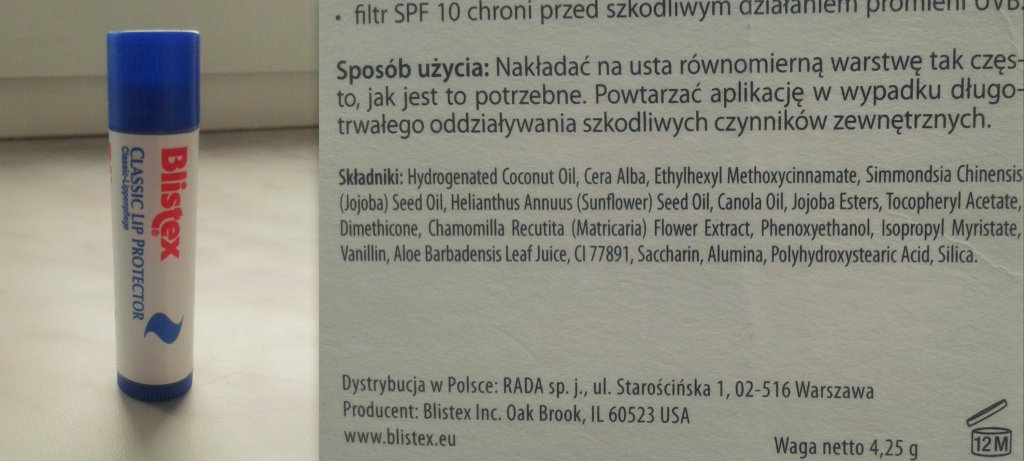 Blistex®
CLASSIC LIP PROTECTOR
Classic-Lippenpflege
• filtr SPF 10 chroni przed szkodliwym działaniem promieni UVB.
Sposób użycia: Nakładać na usta równomierną warstwę tak częs-
to, jak jest to potrzebne. Powtarzać aplikację w wypadku długo-
trwałego oddziaływania szkodliwych czynników zewnętrznych.
Składniki: Hydrogenated Coconut Oil, Cera Alba, Ethylhexyl Methoxycinnamate, Simmondsia Chinensis
(Jojoba) Seed Oil, Helianthus Annuus (Sunflower) Seed Oil, Canola Oil, Jojoba Esters, Tocopheryl Acetate,
Dimethicone, Chamomilla Recutita (Matricaria) Flower Extract, Phenoxyethanol, Isopropyl Myristate,
Vanillin, Aloe Barbadensis Leaf Juice, CI 77891, Saccharin, Alumina, Polyhydroxystearic Acid, Silica.
Dystrybucja w Polsce: RADA sp. j., ul. Starościńska 1, 02-516 Warszawa
Producent: Blistex Inc. Oak Brook, IL 60523 USA
www.blistex.eu
Waga netto 4,25 g
12M